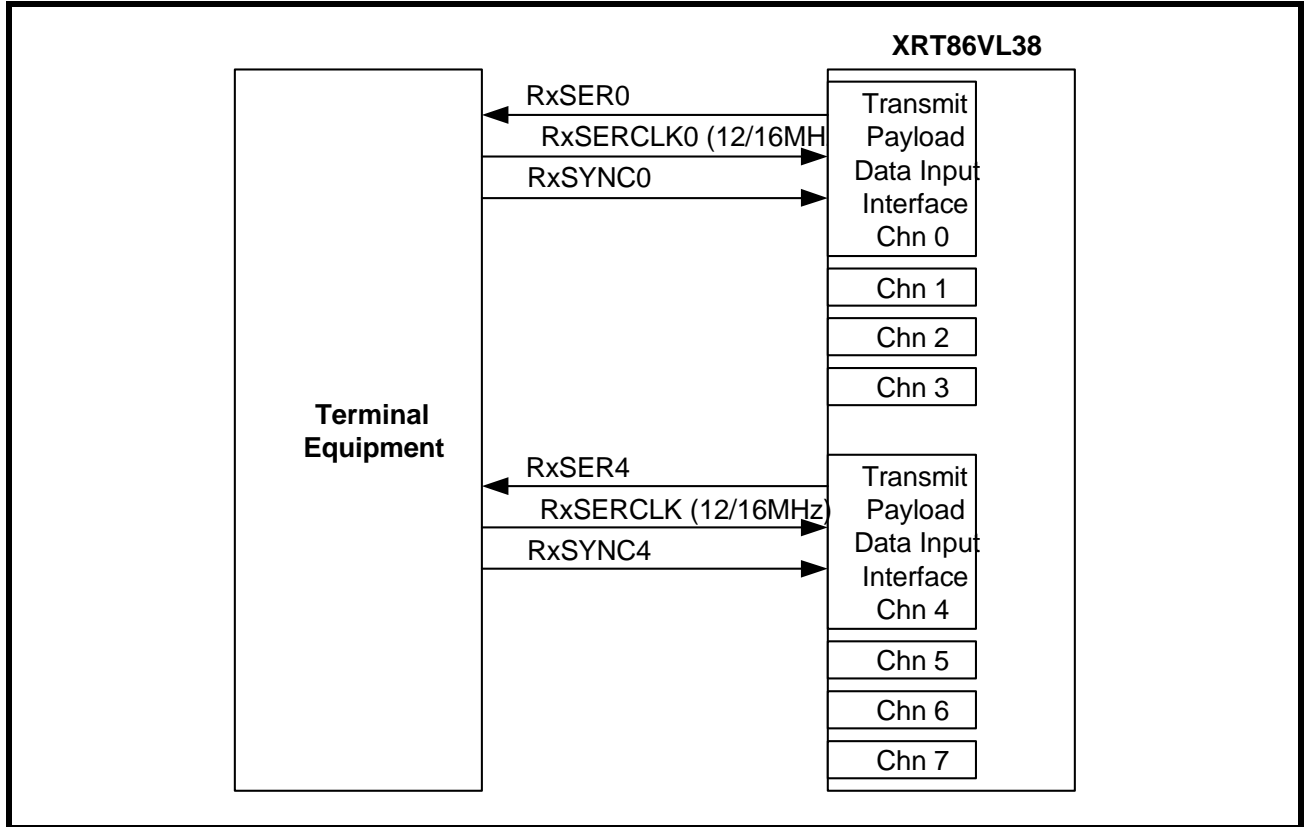 XRT86VL38
RxSER0
RxSERCLK0 (12/16MH
RxSYNC0
Transmit
Payload
Data Input
Interface
Chn 0
Chn 1
Chn 2
Chn 3
Terminal
Equipment
RxSER4
RxSERCLK (12/16MHz)
RxSYNC4
Transmit
Payload
Data Input
Interface
Chn 4
Chn 5
Chn 6
Chn 7